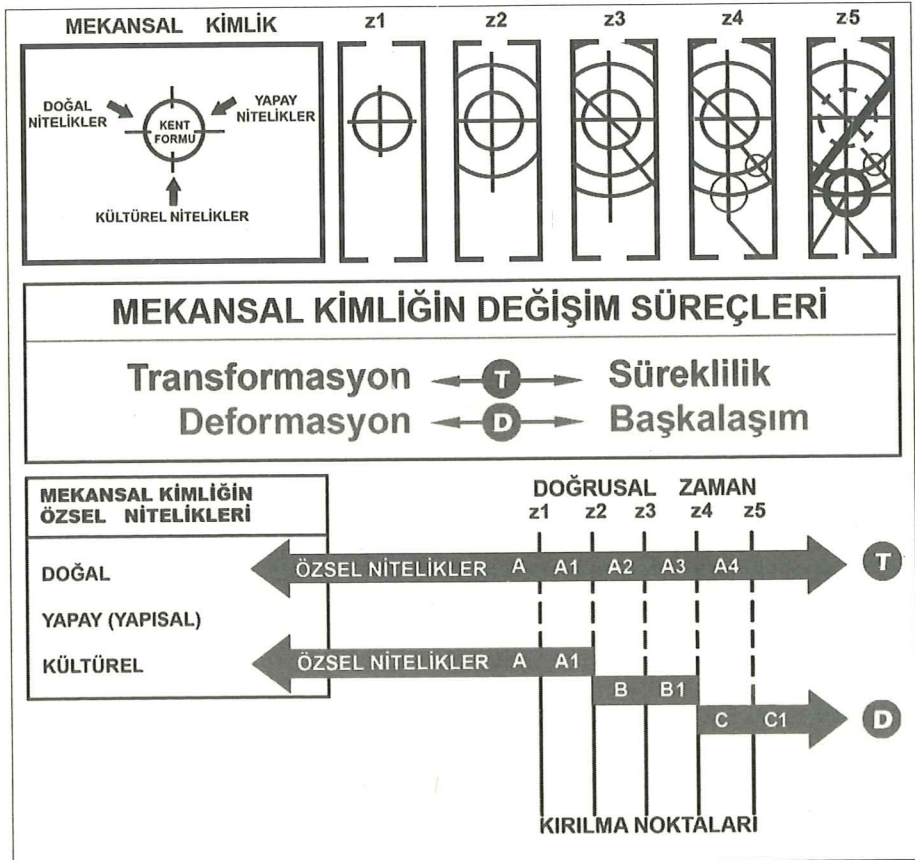 MEKANSAL KİMLİK
z1 z2 z3 z4 z5
DOĞAL
NİTELİKLER
KENT
FORMU
YAPAY
NİTELİKLER
KÜLTÜREL NİTELİKLER
MEKANSAL KİMLİĞİN DEĞİŞİM SÜREÇLERİ
Transformasyon T Süreklilik
Deformasyon D Başkalaşım
MEKANSAL KİMLİĞİN
ÖZSEL NİTELİKLERİ
DOĞAL
YAPAY (YAPISAL)
KÜLTÜREL
DOĞRUSAL ZAMAN
z1 z2 z3 z4 z5
ÖZSEL NİTELİKLER A A1 A2 A3 A4 T
ÖZSEL NİTELİKLER A A1
B B1
C C1 D
KIRILMA NOKTALARI